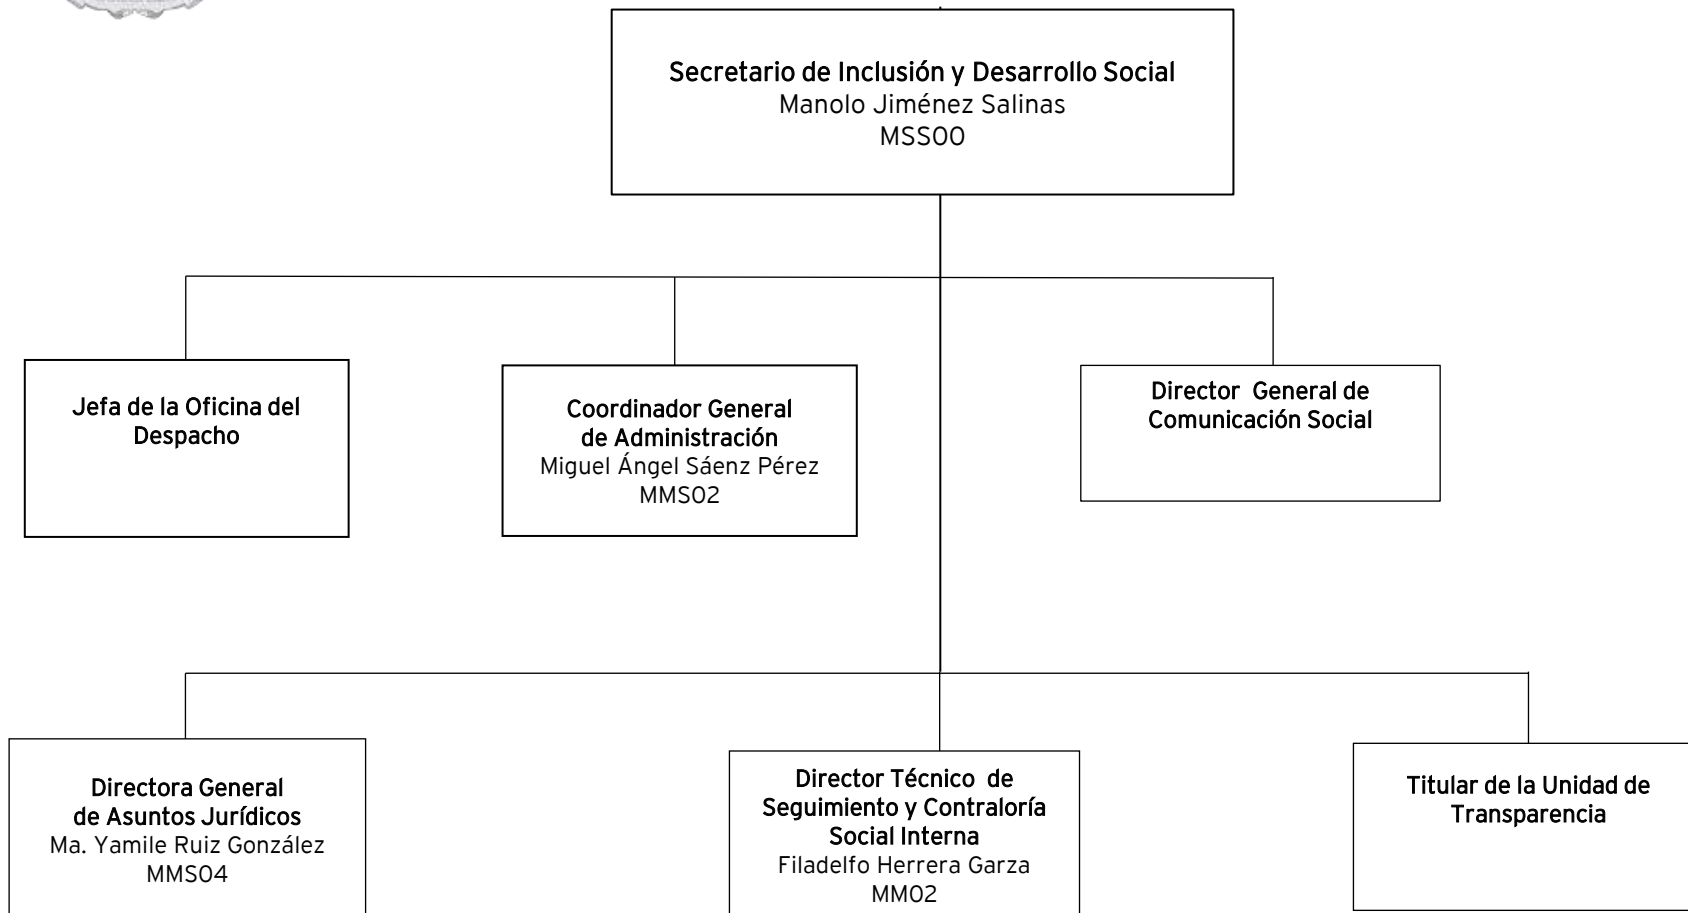 Secretario de Inclusión y Desarrollo Social
Manolo Jiménez Salinas
MSS00
Jefa de la Oficina del
Despacho
Coordinador General
de Administración
Miguel Ángel Sáenz Pérez
MMS02
Director General de
Comunicación Social
Directora General
de Asuntos Jurídicos
Ma. Yamile Ruiz González
MMS04
Director Técnico de
Seguimiento y Contraloría
Social Interna
Filadelfo Herrera Garza
MM02
Titular de la Unidad de
Transparencia